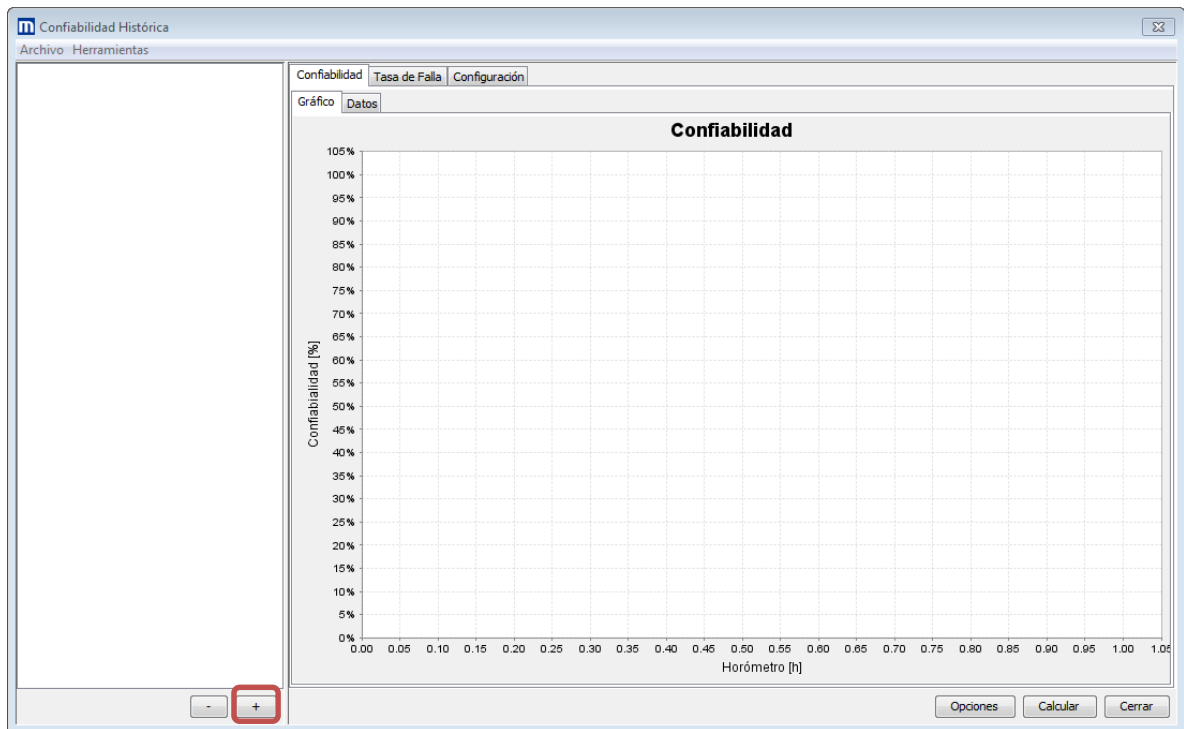 m Confiabilidad Histórica
Archivo Herramientas
Confiabilidad Tasa de Falla Configuración
Gráfico Datos
Confiabilidad
105%
100%
95%
90%
85%
80%
75%
70%
65%
60%
55%
50%
45%
40%
35%
30%
25%
20%
15%
10%
5%
0%
Confiabialidad [%]
0.00 0.05 0.10 0.15 0.20 0.25 0.30 0.35 0.40 0.45 0.50 0.55 0.60 0.65 0.70 0.75 0.80 0.85 0.90 0.95 1.00 1.05
Horómetro [h]
- +
Opciones Calcular Cerrar